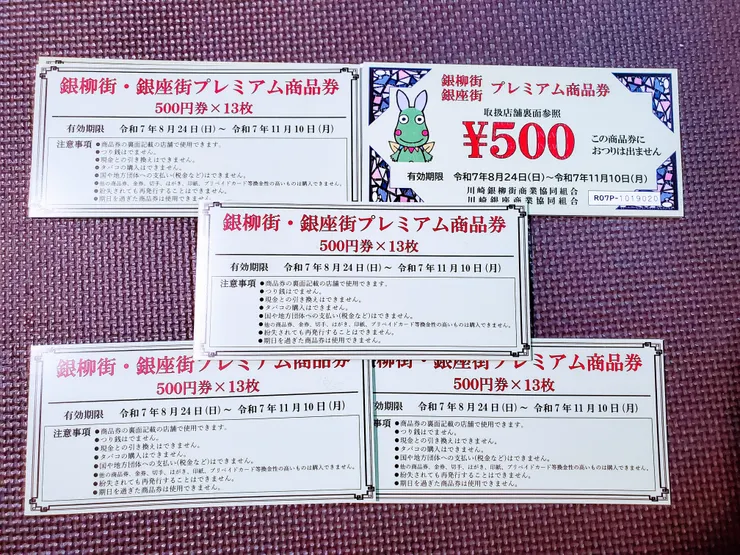 銀柳街・銀座街プレミアム商品券
500円券×13枚
有効期限 令和7年8月24日(日)～ 令和7年11月10日(月)
注意事項
●商品券の裏面記載の店舗で使用できます。
●つり銭はでません。
●現金との引き換えはできません。
●タバコの購入はできません。
●国や地方団体への支払い(税金など)はできません。
●他の商品券、金券、切手、はがき、印紙、プリペイドカード等換金性の高いものは購入できません。
●紛失されても再発行することはできません。
●期日を過ぎた商品券は使用できません。
銀柳街
銀座街 プレミアム商品券
取扱店舗裏面参照
¥500
この商品券に
おつりは出ません
有効期限 令和7年8月24日(日)～令和7年11月10日(月)
川崎銀柳街商業協同組合
川崎銀座商業協同組合
R07P-1019020
銀柳街・銀座街プレミアム商品券
500円券×13枚
有効期限 令和7年8月24日(日)～ 令和7年11月10日(月)
注意事項
●商品券の裏面記載の店舗で使用できます。
●つり銭はでません。
●現金との引き換えはできません。
●タバコの購入はできません。
●国や地方団体への支払い(税金など)はできません。
●他の商品券、金券、切手、はがき、印紙、プリペイドカード等換金性の高いものは購入できません。
●紛失されても再発行することはできません。
●期日を過ぎた商品券は使用できません。
銀柳街・銀座街プレミアム商品券
500円券×13枚
有効期限 令和7年8月24日(日)～ 令和7年11月10日(月)
注意事項
●商品券の裏面記載の店舗で使用できます。
●つり銭はでません。
●現金との引き換えはできません。
●タバコの購入はできません。
●国や地方団体への支払い(税金など)はできません。
●他の商品券、金券、切手、はがき、印紙、プリペイドカード等換金性の高いものは購入できません。
●紛失されても再発行することはできません。
●期日を過ぎた商品券は使用できません。
柳街・銀座街プレミアム商品券
500円券×13枚
有効期限 令和7年8月24日(日)～ 令和7年11月10日(月)
注意事項
●商品券の裏面記載の店舗で使用できます。
●つり銭はでません。
●現金との引き換えはできません。
●タバコの購入はできません。
●国や地方団体への支払い(税金など)はできません。
●他の商品券、金券、切手、はがき、印紙、プリペイドカード等換金性の高いものは購入できません。
●紛失されても再発行することはできません。
●期日を過ぎた商品券は使用できません。